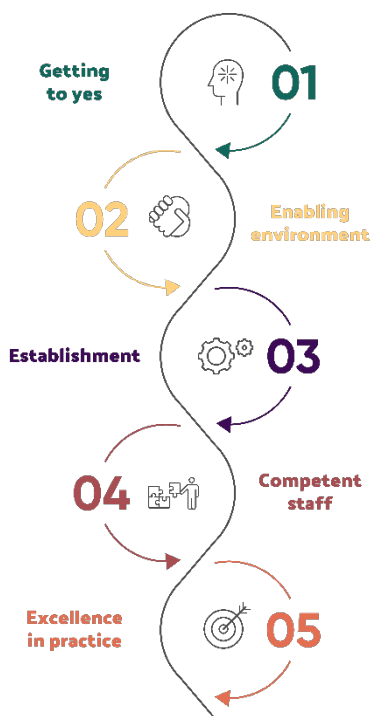 Getting
to yes
01
02
Enabling
environment
Establishment
03
04
Competent
staff
Excellence
in practice
05